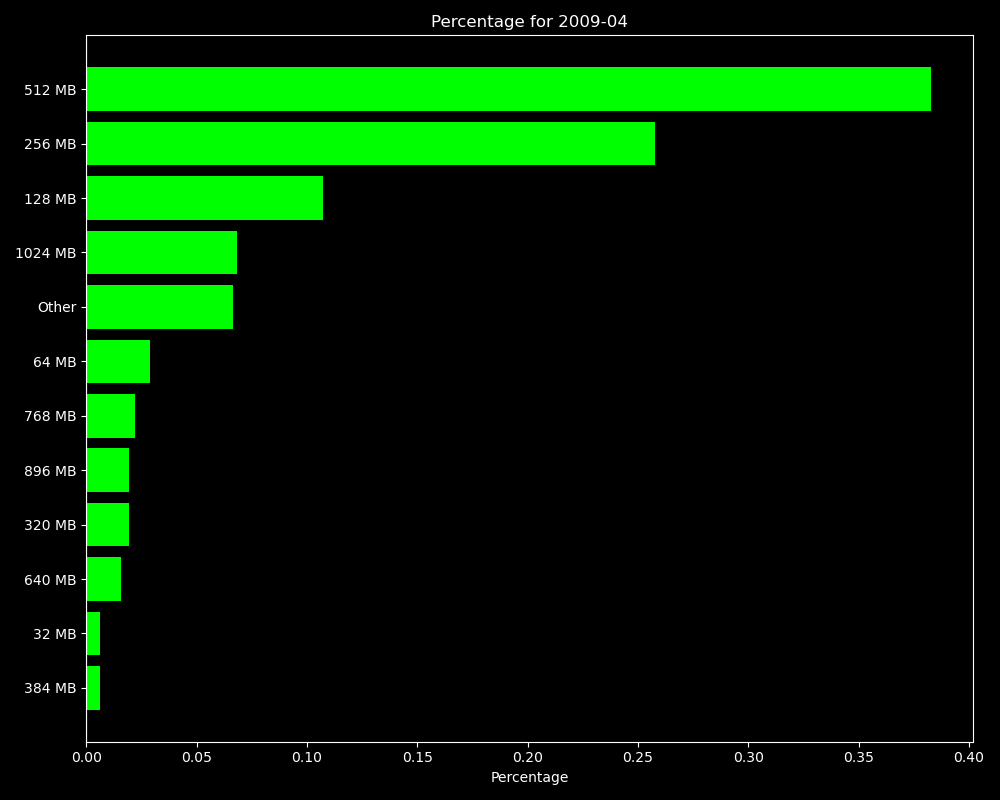 Percentage for 2009-04
512 MB
256 MB
128 MB
1024 MB
Other
64 MB
768 MB
896 MB
320 MB
640 MB
32 MB
384 MB
0.00 0.05 0.10 0.15 0.20 0.25 0.30 0.35 0.40
Percentage